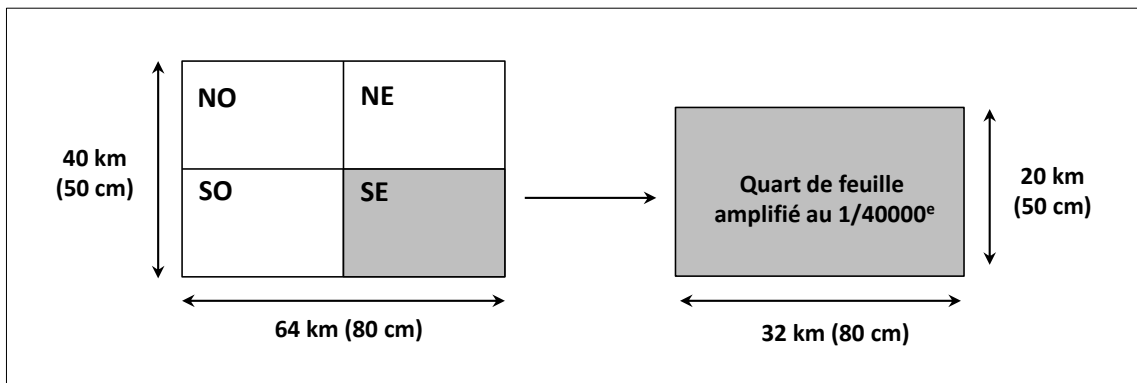 NO
NE
SO
SE
40 km
(50 cm)
64 km (80 cm)
Quart de feuille
amplifié au 1/40000ᵉ
20 km
(50 cm)
32 km (80 cm)